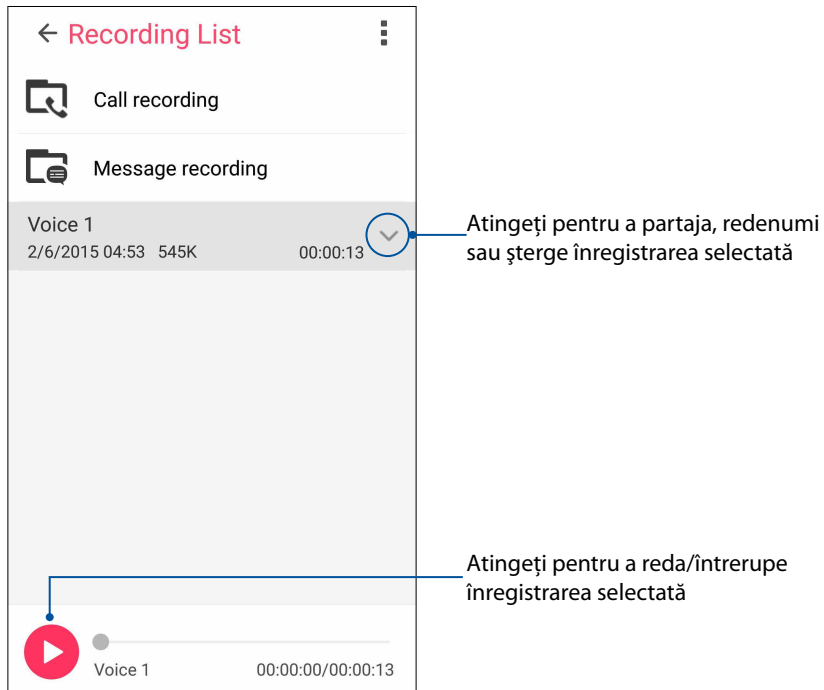 Recording List
Call recording
Message recording
Voice 1
2/6/2015 04:53 545K 00:00:13
Atingeți pentru a partaja, redenumi
sau şterge înregistrarea selectată
Atingeți pentru a reda/întrerupe
înregistrarea selectată
Voice 1 00:00:00/00:00:13